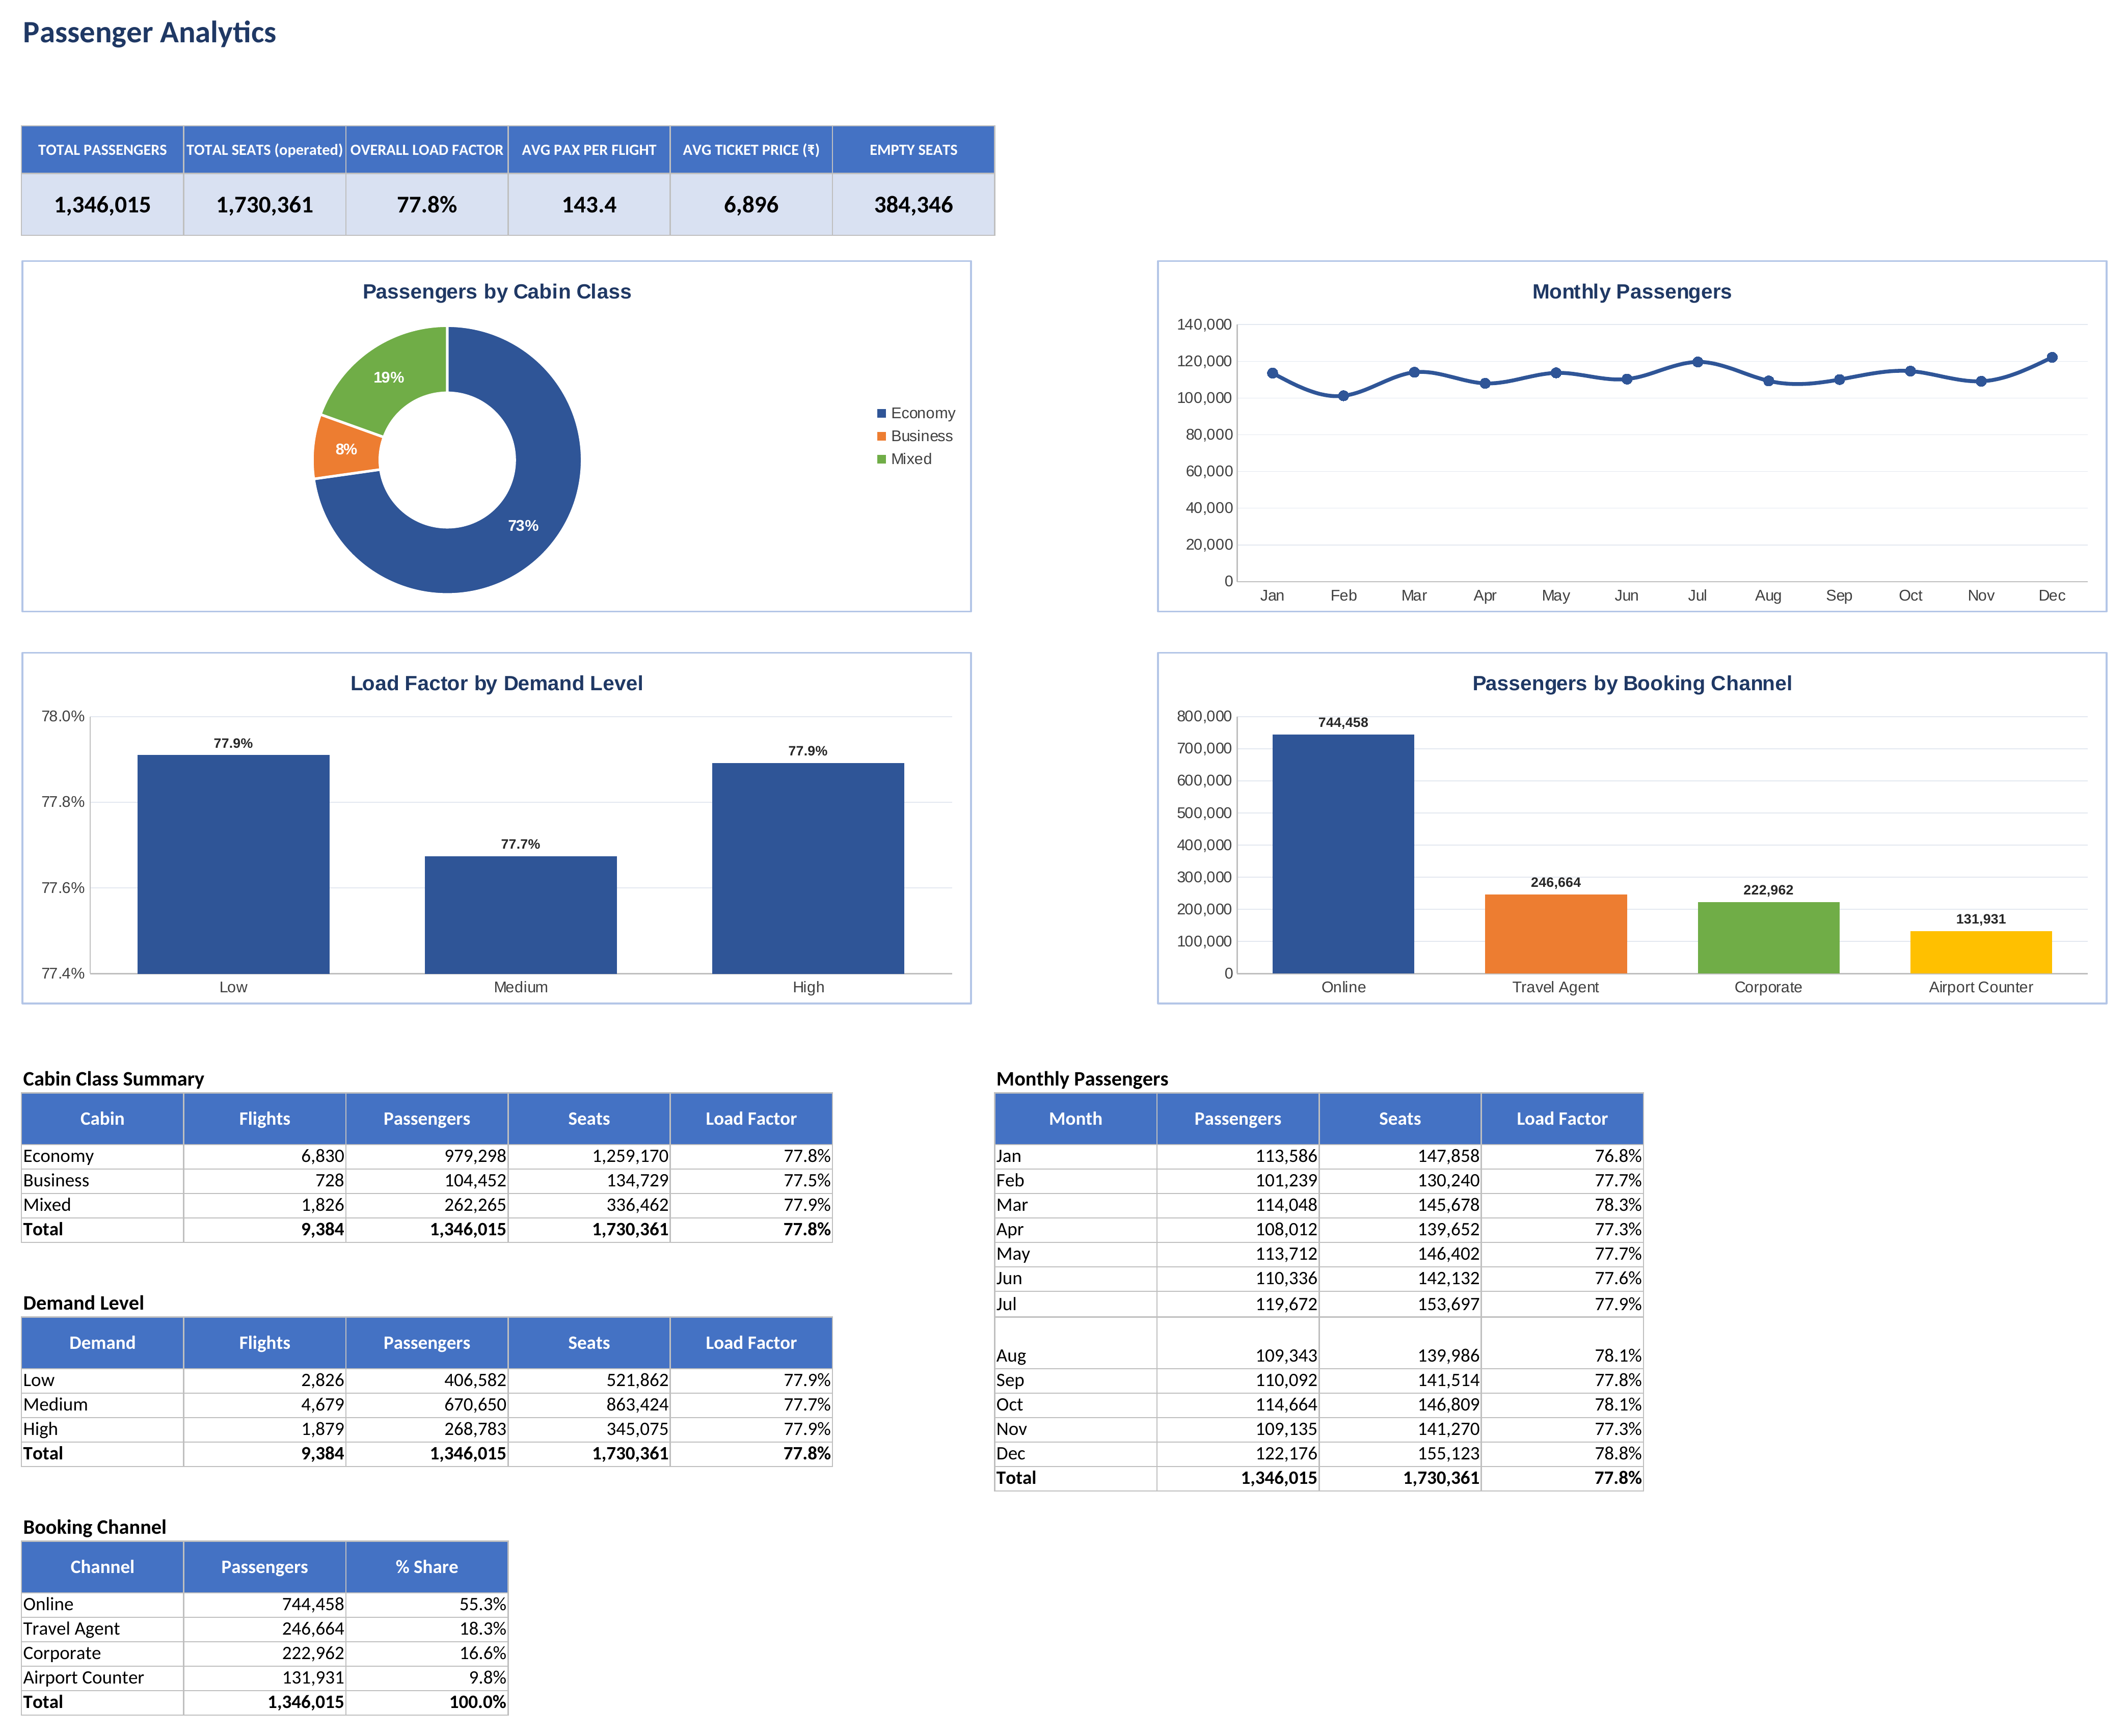 Passenger Analytics
TOTAL PASSENGERS TOTAL SEATS (operated) OVERALL LOAD FACTOR AVG PAX PER FLIGHT AVG TICKET PRICE (₹) EMPTY SEATS
1,346,015 1,730,361 77.8% 143.4 6,896 384,346
Passengers by Cabin Class
19%
8%
73%
Economy
Business
Mixed
Monthly Passengers
140,000
120,000
100,000
80,000
60,000
40,000
20,000
0
Jan Feb Mar Apr May Jun Jul Aug Sep Oct Nov Dec
Load Factor by Demand Level
78.0%
77.8%
77.6%
77.4%
77.9%
77.7%
77.9%
Low Medium High
Passengers by Booking Channel
800,000
700,000
600,000
500,000
400,000
300,000
200,000
100,000
0
744,458
246,664
222,962
131,931
Online Travel Agent Corporate Airport Counter
Cabin Class Summary
Cabin Flights Passengers Seats Load Factor
Economy 6,830 979,298 1,259,170 77.8%
Business 728 104,452 134,729 77.5%
Mixed 1,826 262,265 336,462 77.9%
Total 9,384 1,346,015 1,730,361 77.8%
Demand Level
Demand Flights Passengers Seats Load Factor
Low 2,826 406,582 521,862 77.9%
Medium 4,679 670,650 863,424 77.7%
High 1,879 268,783 345,075 77.9%
Total 9,384 1,346,015 1,730,361 77.8%
Booking Channel
Channel Passengers % Share
Online 744,458 55.3%
Travel Agent 246,664 18.3%
Corporate 222,962 16.6%
Airport Counter 131,931 9.8%
Total 1,346,015 100.0%
Monthly Passengers
Month Passengers Seats Load Factor
Jan 113,586 147,858 76.8%
Feb 101,239 130,240 77.7%
Mar 114,048 145,678 78.3%
Apr 108,012 139,652 77.3%
May 113,712 146,402 77.7%
Jun 110,336 142,132 77.6%
Jul 119,672 153,697 77.9%
Aug 109,343 139,986 78.1%
Sep 110,092 141,514 77.8%
Oct 114,664 146,809 78.1%
Nov 109,135 141,270 77.3%
Dec 122,176 155,123 78.8%
Total 1,346,015 1,730,361 77.8%